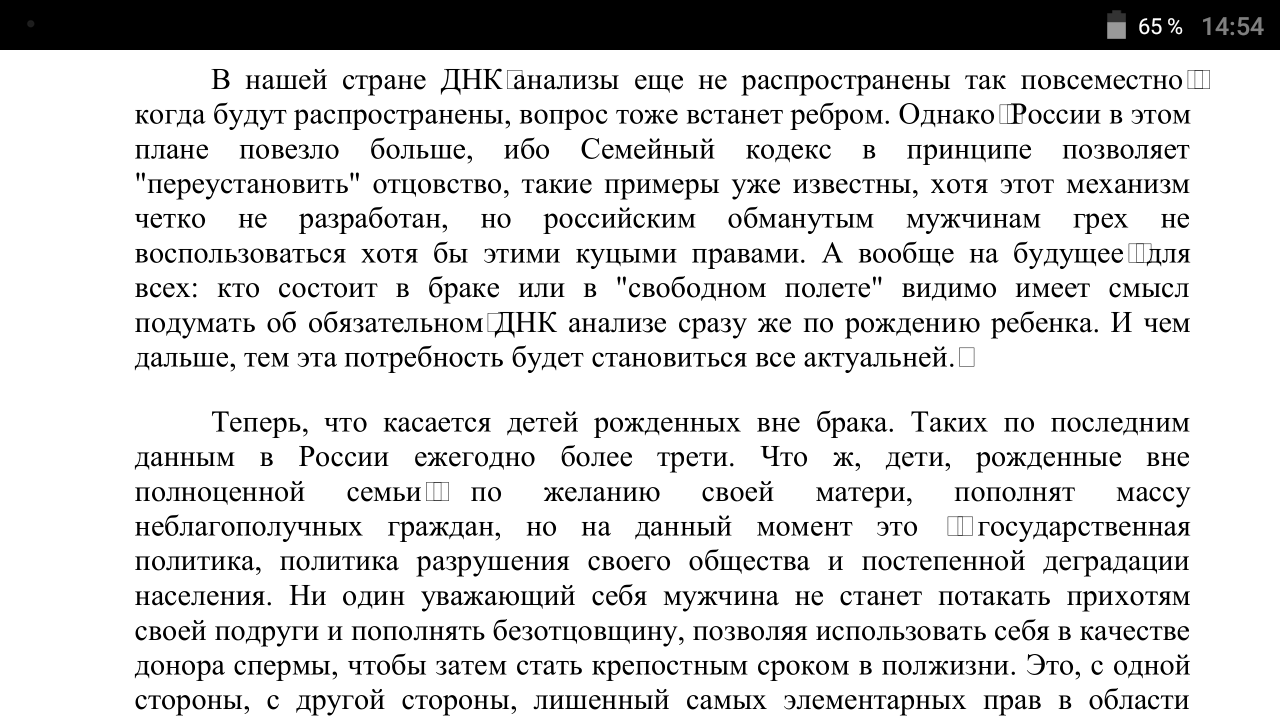 65 % 14:54
В нашей стране ДНК анализы еще не распространены так повсеместно
когда будут распространены, вопрос тоже встанет ребром. Однако России в этом
плане повезло больше, ибо Семейный кодекс в принципе позволяет
"переустановить" отцовство, такие примеры уже известны, хотя этот механизм
четко не разработан, но российским обманутым мужчинам грех не
воспользоваться хотя бы этими куцыми правами. А вообще на будущее для
всех: кто состоит в браке или в "свободном полете" видимо имеет смысл
подумать об обязательном ДНК анализе сразу же по рождению ребенка. И чем
дальше, тем эта потребность будет становиться все актуальней.
Теперь, что касается детей рожденных вне брака. Таких по последним
данным в России ежегодно более трети. Что ж, дети, рожденные вне
полноценной семьи по желанию своей матери, пополнят массу
неблагополучных граждан, но на данный момент это государственная
политика, политика разрушения своего общества и постепенной деградации
населения. Ни один уважающий себя мужчина не станет потакать прихотям
своей подруги и пополнять безотцовщину, позволяя использовать себя в качестве
донора спермы, чтобы затем стать крепостным сроком в полжизни. Это, с одной
стороны, с другой стороны, лишенный самых элементарных прав в области